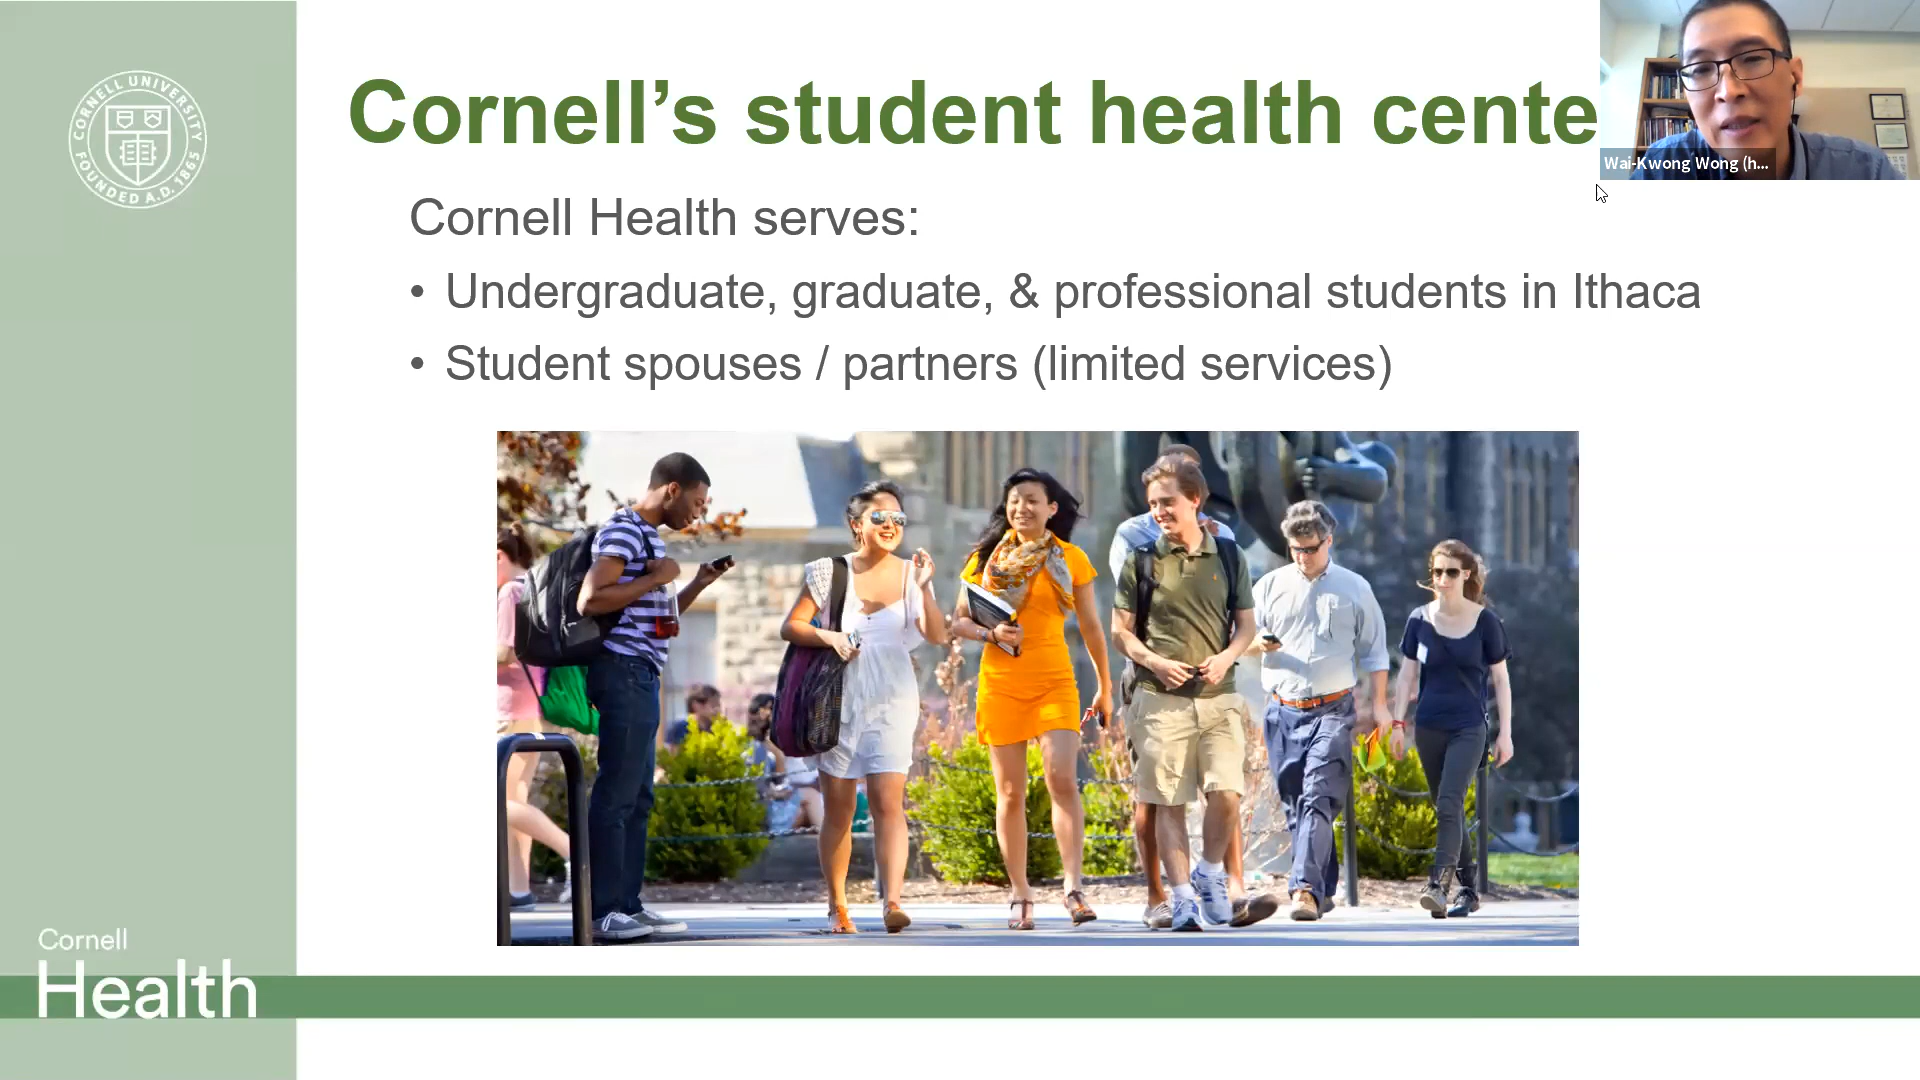 CORNELL UNIVERSITY
FOUNDED A.D. 1865
Cornell's student health cente
Wai-Kwong Wong (h...
Cornell Health serves:
• Undergraduate, graduate, & professional students in Ithaca
• Student spouses / partners (limited services)
Cornell
Health